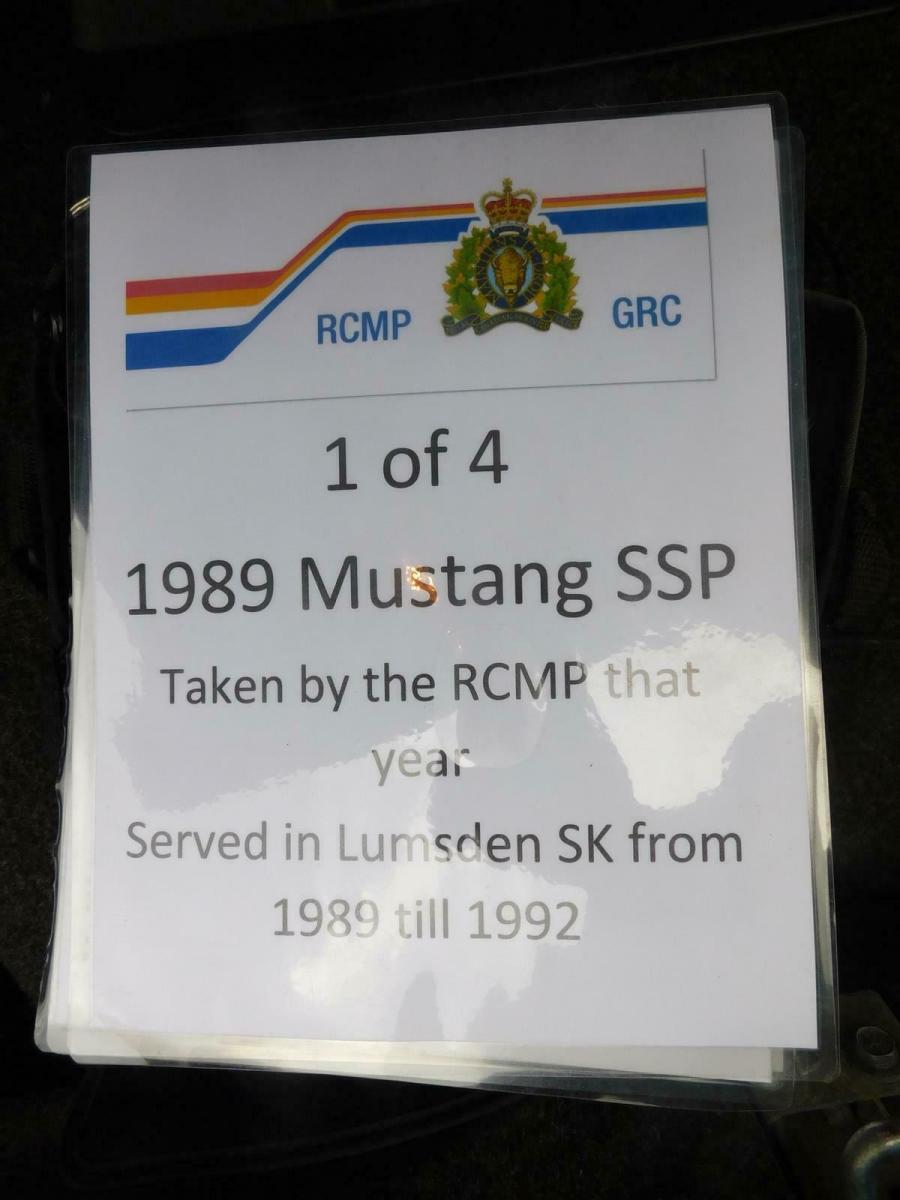 RCMP GRC
1 of 4
1989 Mustang SSP
Taken by the RCMP that
year
Served in Lumsden SK from
1989 till 1992